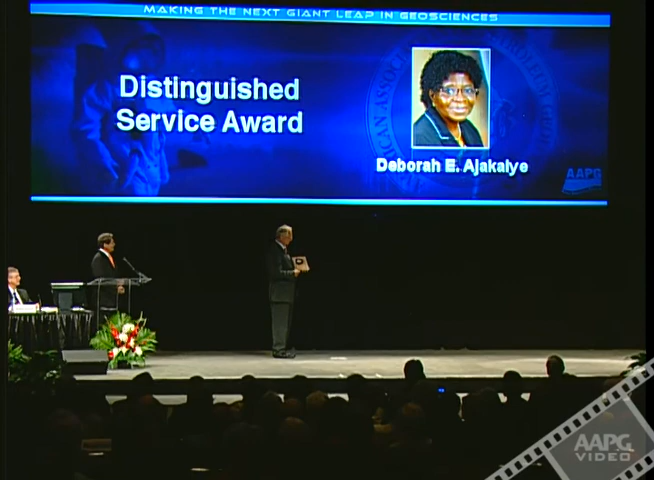 MAKING THE NEXT GIANT LEAP IN GEOSCIENCES
Distinguished
Service Award
Deborah E. Ajakaiye
AAPG
AAPG
VIDEO